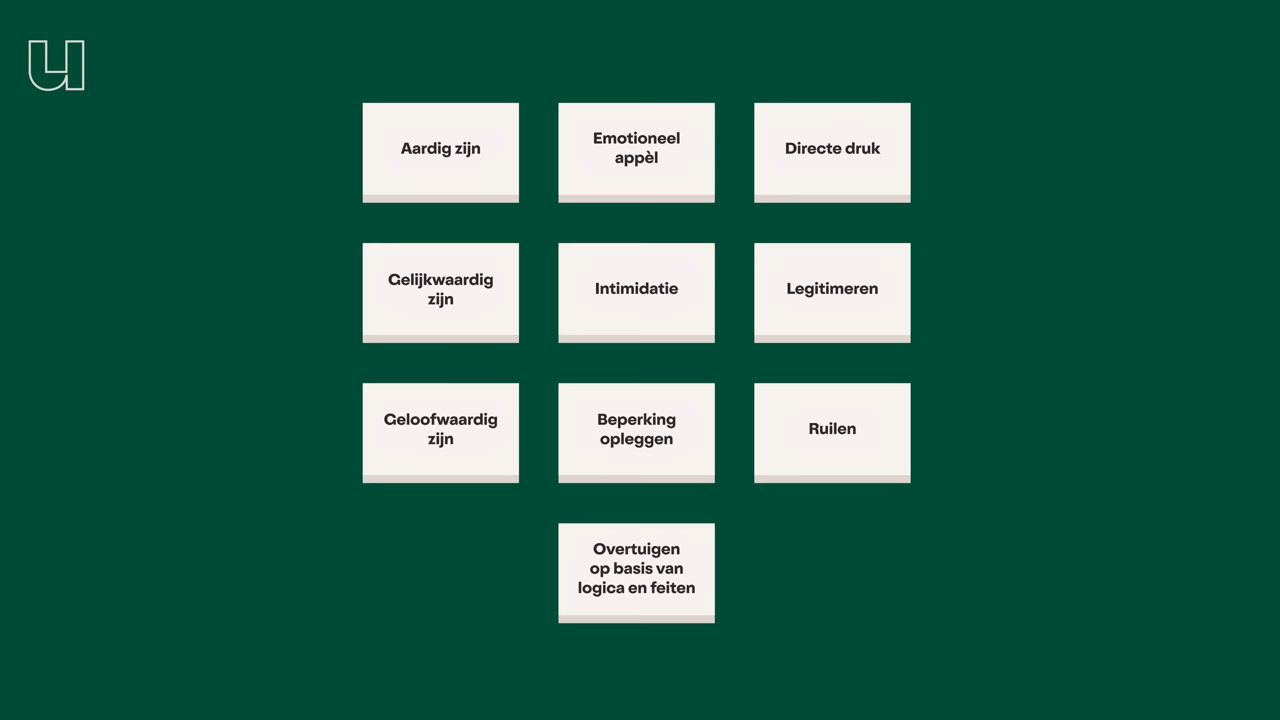 u
Aardig zijn
Emotioneel
appèl
Directe druk
Gelijkwaardig
zijn
Intimidatie
Legitimeren
Geloofwaardig
zijn
Beperking
opleggen
Ruilen
Overtuigen
op basis van
logica en feiten